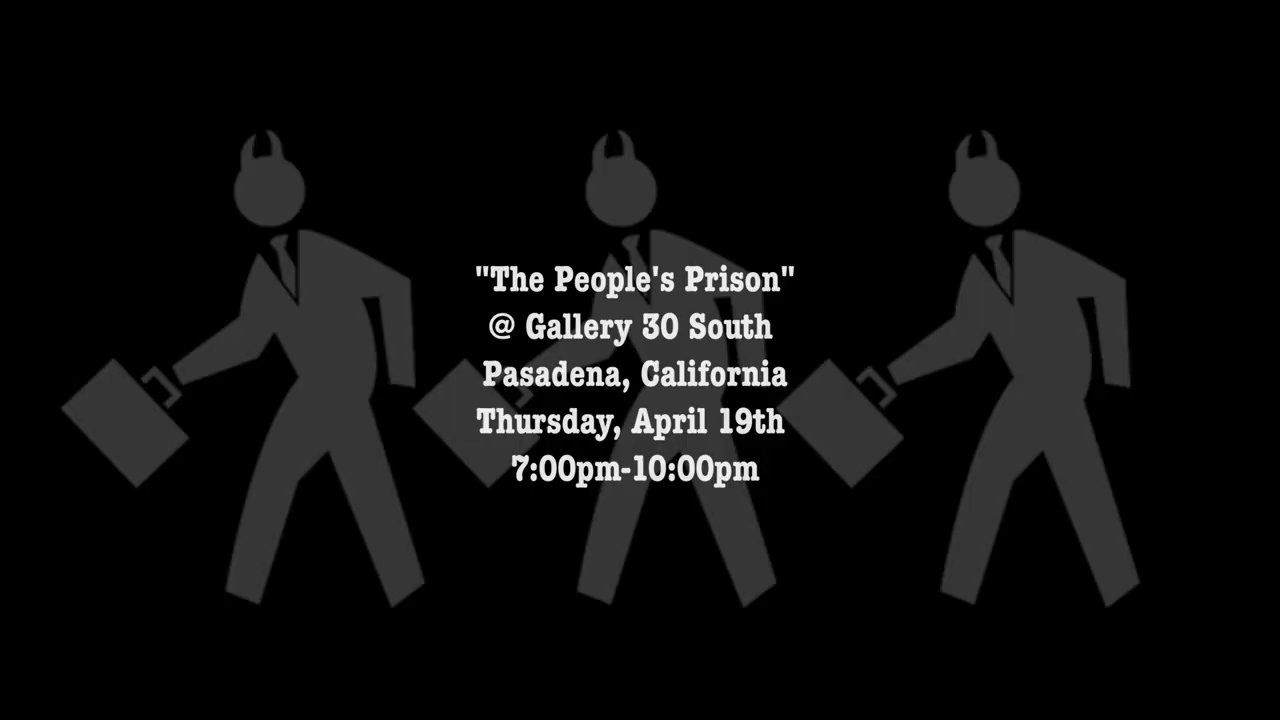 "The People's Prison"
@ Gallery 30 South
Pasadena, California
Thursday, April 19th
7:00pm-10:00pm